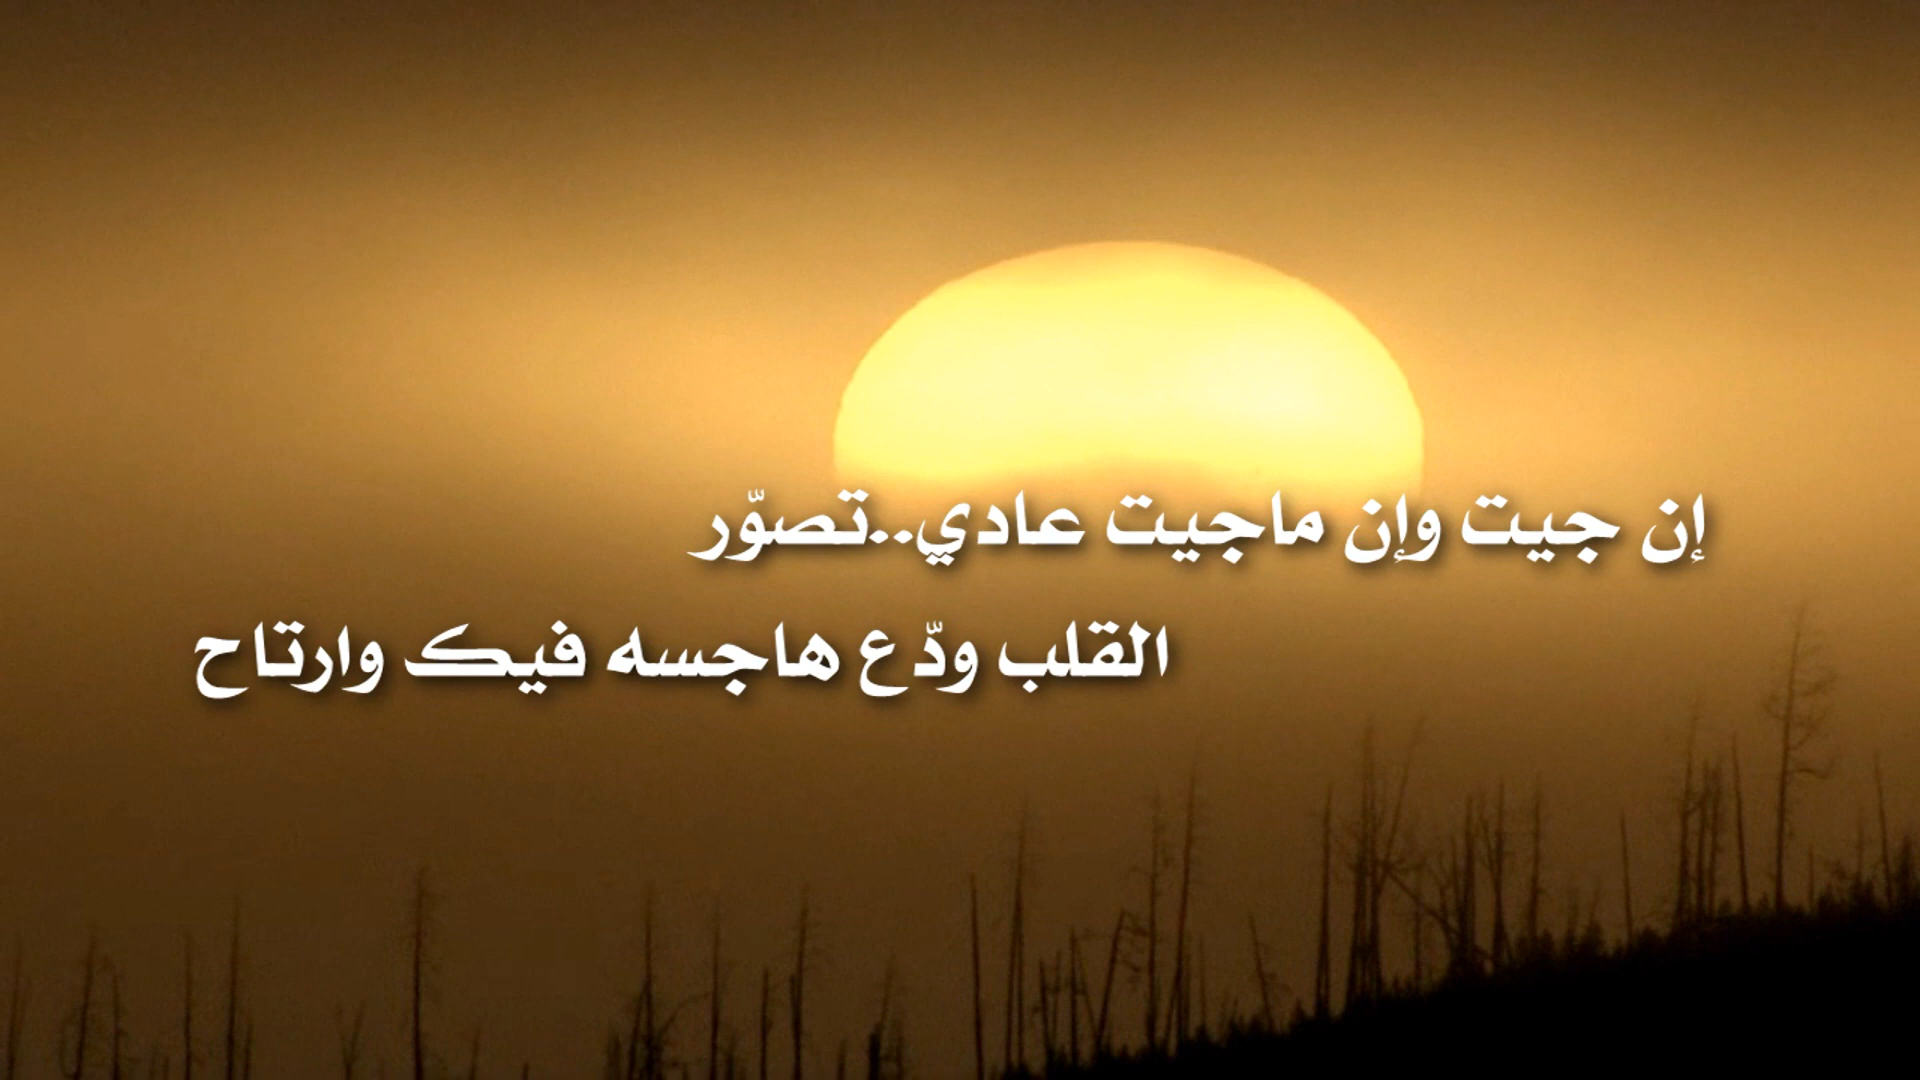 إن جيت وإن ماجيت عادي..تصوّر
القلب ودّع هاجسه فيك وارتاح